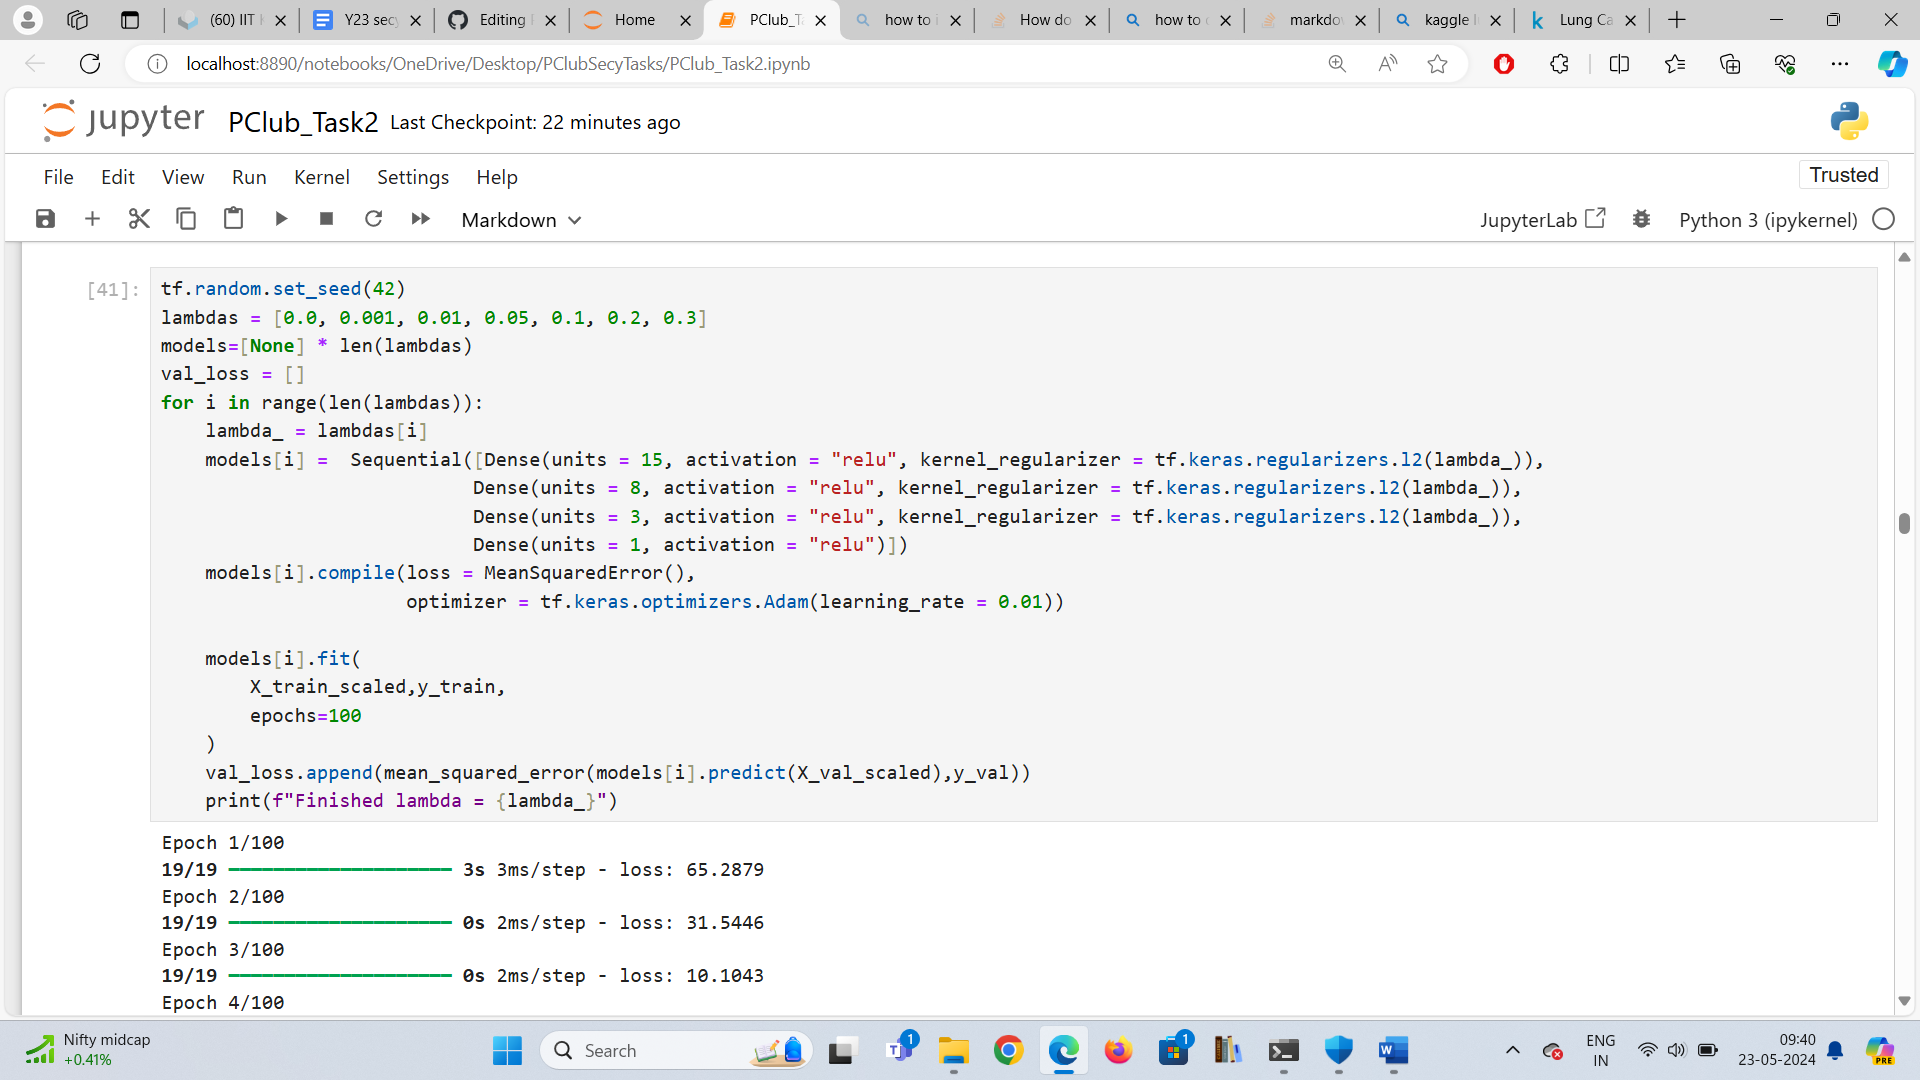 (60) IIT
Y23 secy
Editing
Home
PClub_Ta
how to i
How do
how to c
markdov
kaggle l
Lung Ca
localhost:8890/notebooks/OneDrive/Desktop/PClubSecyTasks/PClub_Task2.ipynb
jupyter PClub_Task2 Last Checkpoint: 22 minutes ago
File Edit View Run Kernel Settings Help
Trusted
Markdown
JupyterLab
Python 3 (ipykernel)
[41]:
tf.random.set_seed(42)
lambdas = [0.0, 0.001, 0.01, 0.05, 0.1, 0.2, 0.3]
models=[None] * len(lambdas)
val_loss = []
for i in range(len(lambdas)):
    lambda_ = lambdas[i]
    models[i] =  Sequential([Dense(units = 15, activation = "relu", kernel_regularizer = tf.keras.regularizers.l2(lambda_)),
                            Dense(units = 8, activation = "relu", kernel_regularizer = tf.keras.regularizers.l2(lambda_)),
                            Dense(units = 3, activation = "relu", kernel_regularizer = tf.keras.regularizers.l2(lambda_)),
                            Dense(units = 1, activation = "relu")])
    models[i].compile(loss = MeanSquaredError(),
                      optimizer = tf.keras.optimizers.Adam(learning_rate = 0.01))
    models[i].fit(
        X_train_scaled,y_train,
        epochs=100
    )
    val_loss.append(mean_squared_error(models[i].predict(X_val_scaled),y_val))
    print(f"Finished lambda = {lambda_}")
Epoch 1/100
19/19 ━━━━━━━━━━━━━━━━━━━━ 3s 3ms/step - loss: 65.2879
Epoch 2/100
19/19 ━━━━━━━━━━━━━━━━━━━━ 0s 2ms/step - loss: 31.5446
Epoch 3/100
19/19 ━━━━━━━━━━━━━━━━━━━━ 0s 2ms/step - loss: 10.1043
Epoch 4/100
Nifty midcap
+0.41%
Search
1
1
ENG
IN
09:40
23-05-2024
PRE